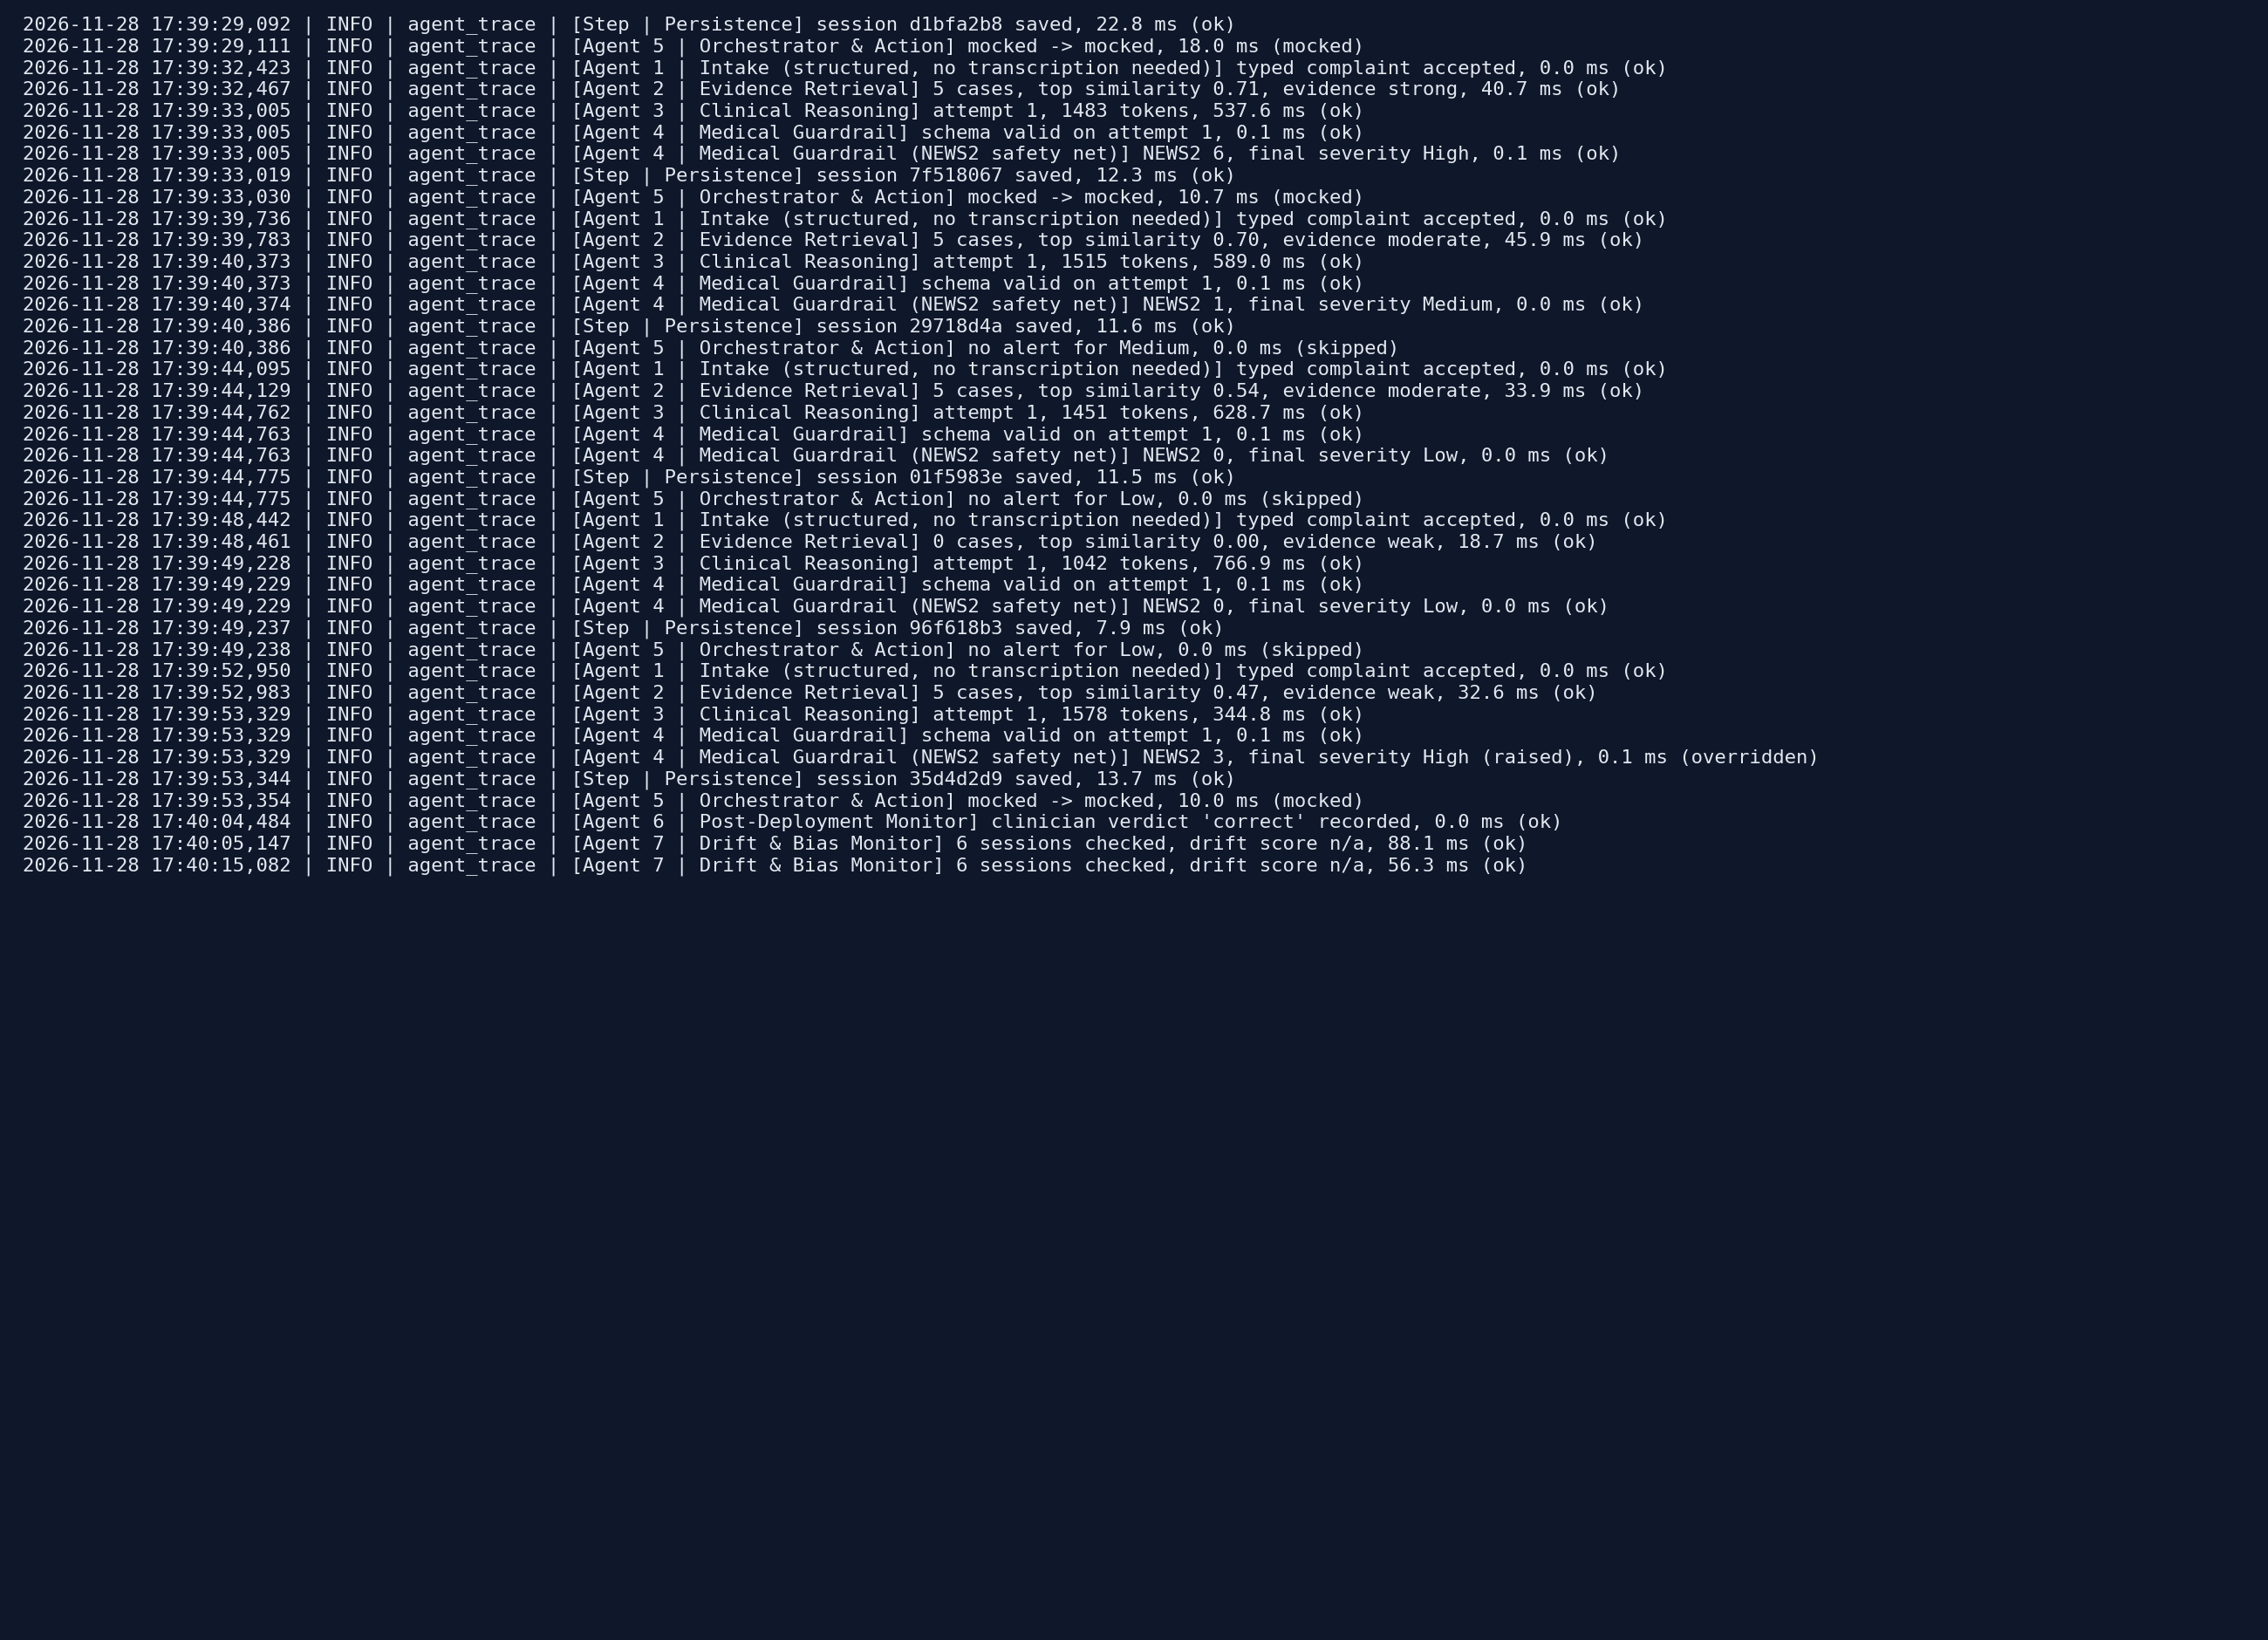 2026-11-28 17:39:29,092 | INFO | agent_trace | [Step | Persistence] session d1bfa2b8 saved, 22.8 ms (ok)
2026-11-28 17:39:29,111 | INFO | agent_trace | [Agent 5 | Orchestrator & Action] mocked -> mocked, 18.0 ms (mocked)
2026-11-28 17:39:32,423 | INFO | agent_trace | [Agent 1 | Intake (structured, no transcription needed)] typed complaint accepted, 0.0 ms (ok)
2026-11-28 17:39:32,467 | INFO | agent_trace | [Agent 2 | Evidence Retrieval] 5 cases, top similarity 0.71, evidence strong, 40.7 ms (ok)
2026-11-28 17:39:33,005 | INFO | agent_trace | [Agent 3 | Clinical Reasoning] attempt 1, 1483 tokens, 537.6 ms (ok)
2026-11-28 17:39:33,005 | INFO | agent_trace | [Agent 4 | Medical Guardrail] schema valid on attempt 1, 0.1 ms (ok)
2026-11-28 17:39:33,005 | INFO | agent_trace | [Agent 4 | Medical Guardrail (NEWS2 safety net)] NEWS2 6, final severity High, 0.1 ms (ok)
2026-11-28 17:39:33,019 | INFO | agent_trace | [Step | Persistence] session 7f518067 saved, 12.3 ms (ok)
2026-11-28 17:39:33,030 | INFO | agent_trace | [Agent 5 | Orchestrator & Action] mocked -> mocked, 10.7 ms (mocked)
2026-11-28 17:39:39,736 | INFO | agent_trace | [Agent 1 | Intake (structured, no transcription needed)] typed complaint accepted, 0.0 ms (ok)
2026-11-28 17:39:39,783 | INFO | agent_trace | [Agent 2 | Evidence Retrieval] 5 cases, top similarity 0.70, evidence moderate, 45.9 ms (ok)
2026-11-28 17:39:40,373 | INFO | agent_trace | [Agent 3 | Clinical Reasoning] attempt 1, 1515 tokens, 589.0 ms (ok)
2026-11-28 17:39:40,373 | INFO | agent_trace | [Agent 4 | Medical Guardrail] schema valid on attempt 1, 0.1 ms (ok)
2026-11-28 17:39:40,374 | INFO | agent_trace | [Agent 4 | Medical Guardrail (NEWS2 safety net)] NEWS2 1, final severity Medium, 0.0 ms (ok)
2026-11-28 17:39:40,386 | INFO | agent_trace | [Step | Persistence] session 29718d4a saved, 11.6 ms (ok)
2026-11-28 17:39:40,386 | INFO | agent_trace | [Agent 5 | Orchestrator & Action] no alert for Medium, 0.0 ms (skipped)
2026-11-28 17:39:44,095 | INFO | agent_trace | [Agent 1 | Intake (structured, no transcription needed)] typed complaint accepted, 0.0 ms (ok)
2026-11-28 17:39:44,129 | INFO | agent_trace | [Agent 2 | Evidence Retrieval] 5 cases, top similarity 0.54, evidence moderate, 33.9 ms (ok)
2026-11-28 17:39:44,762 | INFO | agent_trace | [Agent 3 | Clinical Reasoning] attempt 1, 1451 tokens, 628.7 ms (ok)
2026-11-28 17:39:44,763 | INFO | agent_trace | [Agent 4 | Medical Guardrail] schema valid on attempt 1, 0.1 ms (ok)
2026-11-28 17:39:44,763 | INFO | agent_trace | [Agent 4 | Medical Guardrail (NEWS2 safety net)] NEWS2 0, final severity Low, 0.0 ms (ok)
2026-11-28 17:39:44,775 | INFO | agent_trace | [Step | Persistence] session 01f5983e saved, 11.5 ms (ok)
2026-11-28 17:39:44,775 | INFO | agent_trace | [Agent 5 | Orchestrator & Action] no alert for Low, 0.0 ms (skipped)
2026-11-28 17:39:48,442 | INFO | agent_trace | [Agent 1 | Intake (structured, no transcription needed)] typed complaint accepted, 0.0 ms (ok)
2026-11-28 17:39:48,461 | INFO | agent_trace | [Agent 2 | Evidence Retrieval] 0 cases, top similarity 0.00, evidence weak, 18.7 ms (ok)
2026-11-28 17:39:49,228 | INFO | agent_trace | [Agent 3 | Clinical Reasoning] attempt 1, 1042 tokens, 766.9 ms (ok)
2026-11-28 17:39:49,229 | INFO | agent_trace | [Agent 4 | Medical Guardrail] schema valid on attempt 1, 0.1 ms (ok)
2026-11-28 17:39:49,229 | INFO | agent_trace | [Agent 4 | Medical Guardrail (NEWS2 safety net)] NEWS2 0, final severity Low, 0.0 ms (ok)
2026-11-28 17:39:49,237 | INFO | agent_trace | [Step | Persistence] session 96f618b3 saved, 7.9 ms (ok)
2026-11-28 17:39:49,238 | INFO | agent_trace | [Agent 5 | Orchestrator & Action] no alert for Low, 0.0 ms (skipped)
2026-11-28 17:39:52,950 | INFO | agent_trace | [Agent 1 | Intake (structured, no transcription needed)] typed complaint accepted, 0.0 ms (ok)
2026-11-28 17:39:52,983 | INFO | agent_trace | [Agent 2 | Evidence Retrieval] 5 cases, top similarity 0.47, evidence weak, 32.6 ms (ok)
2026-11-28 17:39:53,329 | INFO | agent_trace | [Agent 3 | Clinical Reasoning] attempt 1, 1578 tokens, 344.8 ms (ok)
2026-11-28 17:39:53,329 | INFO | agent_trace | [Agent 4 | Medical Guardrail] schema valid on attempt 1, 0.1 ms (ok)
2026-11-28 17:39:53,329 | INFO | agent_trace | [Agent 4 | Medical Guardrail (NEWS2 safety net)] NEWS2 3, final severity High (raised), 0.1 ms (overridden)
2026-11-28 17:39:53,344 | INFO | agent_trace | [Step | Persistence] session 35d4d2d9 saved, 13.7 ms (ok)
2026-11-28 17:39:53,354 | INFO | agent_trace | [Agent 5 | Orchestrator & Action] mocked -> mocked, 10.0 ms (mocked)
2026-11-28 17:40:04,484 | INFO | agent_trace | [Agent 6 | Post-Deployment Monitor] clinician verdict 'correct' recorded, 0.0 ms (ok)
2026-11-28 17:40:05,147 | INFO | agent_trace | [Agent 7 | Drift & Bias Monitor] 6 sessions checked, drift score n/a, 88.1 ms (ok)
2026-11-28 17:40:15,082 | INFO | agent_trace | [Agent 7 | Drift & Bias Monitor] 6 sessions checked, drift score n/a, 56.3 ms (ok)